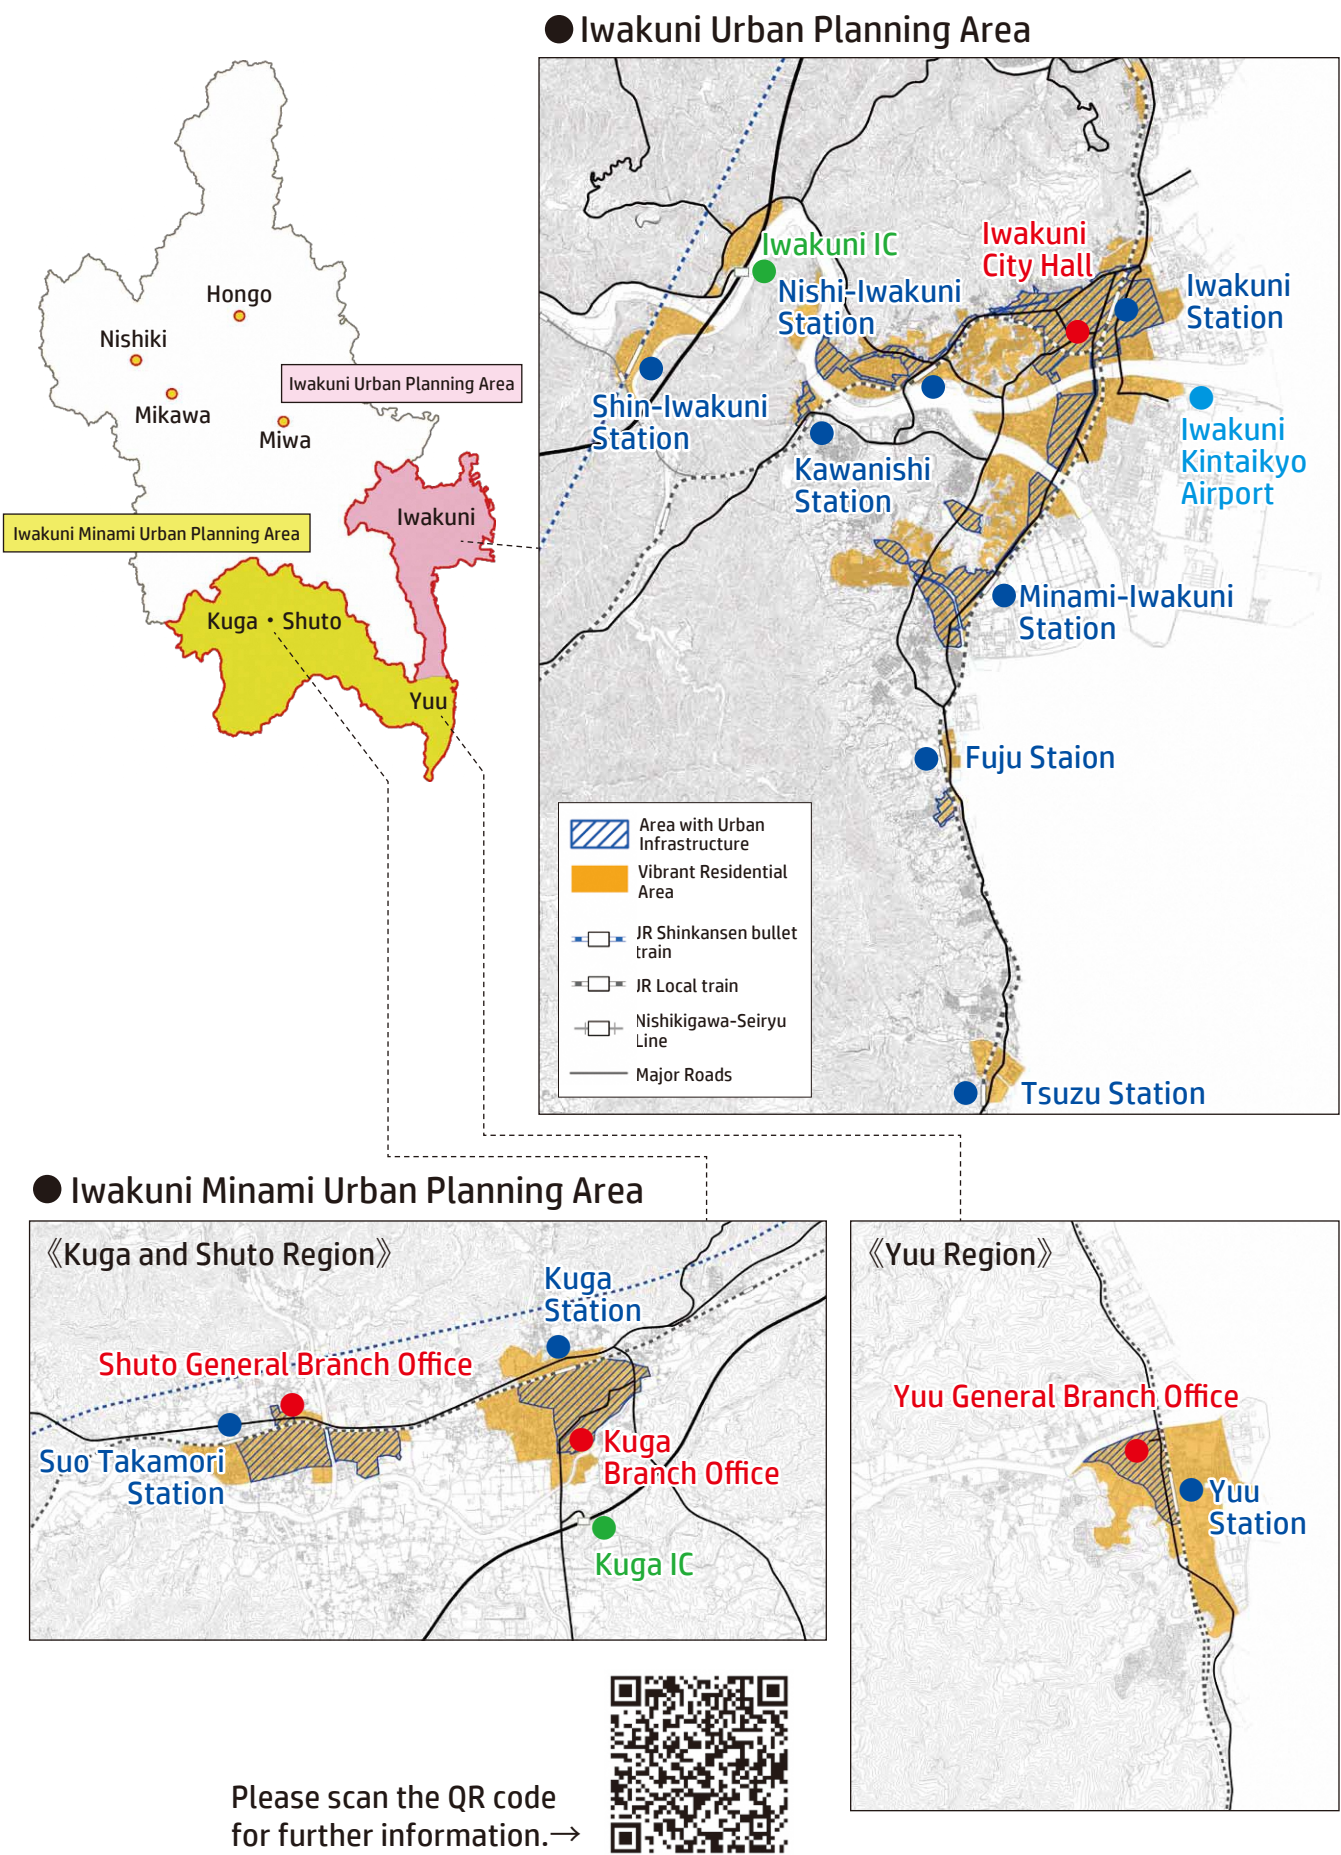 ● Iwakuni Urban Planning Area
Hongo
Nishiki
Mikawa
Miwa
Iwakuni Urban Planning Area
Iwakuni
Iwakuni Minami Urban Planning Area
Kuga・Shuto
Yuu
Iwakuni IC
Iwakuni
City Hall
Nishi-Iwakuni
Station
Iwakuni
Station
Shin-Iwakuni
Station
Kawanishi
Station
Iwakuni
Kintaikyo
Airport
Minami-Iwakuni
Station
Fuju Staion
Tsuzu Station
Area with Urban
Infrastructure
Vibrant Residential
Area
JR Shinkansen bullet
train
JR Local train
Nishikigawa-Seiryu
Line
Major Roads
● Iwakuni Minami Urban Planning Area
《Kuga and Shuto Region》
Kuga
Station
Shuto General Branch Office
Suo Takamori
Station
Kuga
Branch Office
Kuga IC
《Yuu Region》
Yuu General Branch Office
Yuu
Station
Please scan the QR code
for further information.→